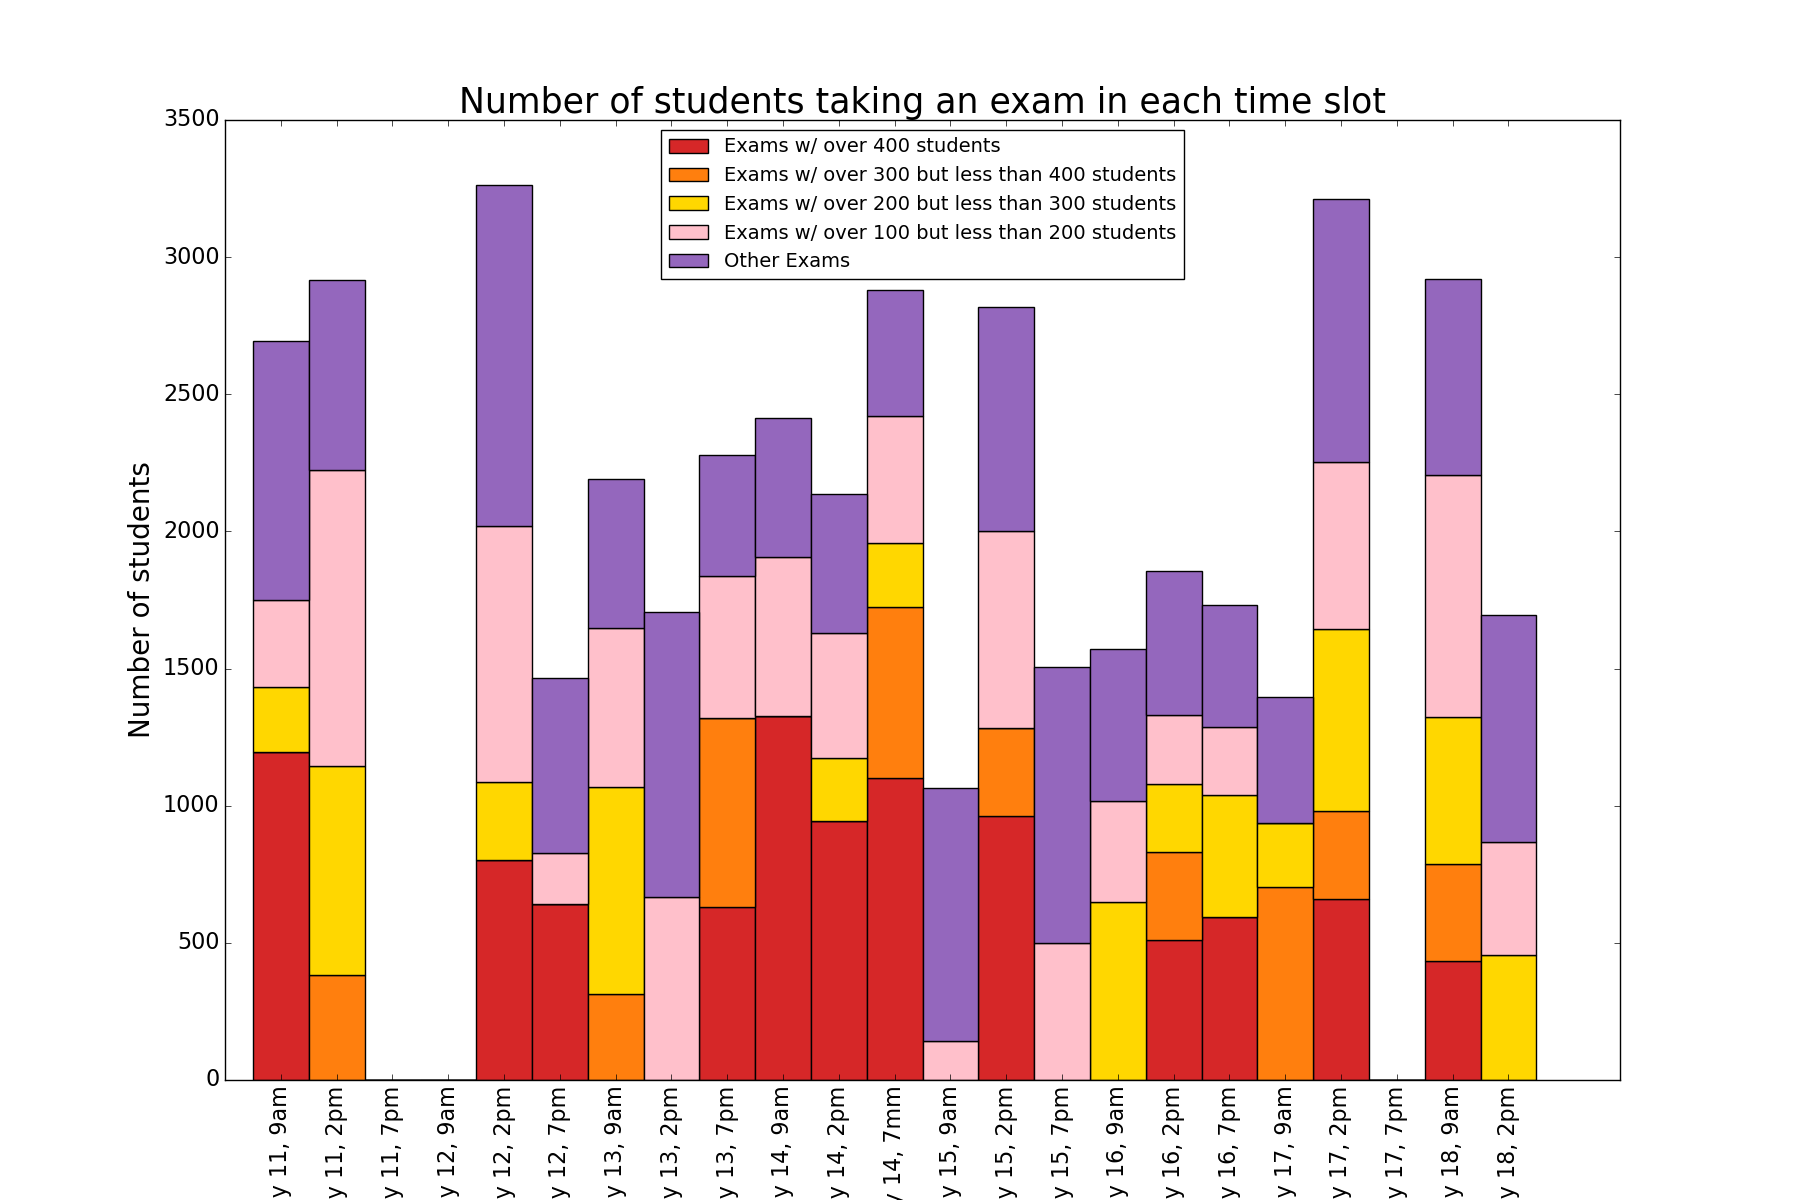 Number of students taking an exam in each time slot
3500
3000
2500
2000
1500
1000
500
0
Number of students
Exams w/ over 400 students
Exams w/ over 300 but less than 400 students
Exams w/ over 200 but less than 300 students
Exams w/ over 100 but less than 200 students
Other Exams
y 11, 9am
y 11, 2pm
y 11, 7pm
y 12, 9am
y 12, 2pm
y 12, 7pm
y 13, 9am
y 13, 2pm
y 13, 7pm
y 14, 9am
y 14, 2pm
y 14, 7mm
y 15, 9am
y 15, 2pm
y 15, 7pm
y 16, 9am
y 16, 2pm
y 16, 7pm
y 17, 9am
y 17, 2pm
y 17, 7pm
y 18, 9am
y 18, 2pm